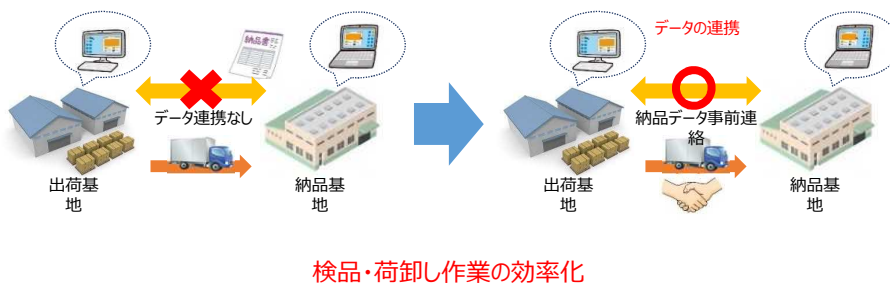 納品書
データ連携なし
出荷基
地
納品基
地
データの連携
納品データ事前連
絡
出荷基
地
納品基
地
検品・荷卸し作業の効率化